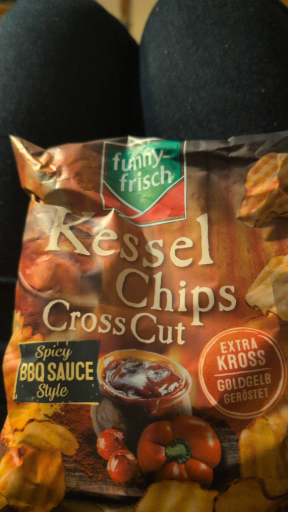 funny-
frisch
Kessel
Chips
Cross Cut
Spicy
BBQ SAUCE
Style
EXTRA
KROSS
GOLDGELB
GERÖSTET